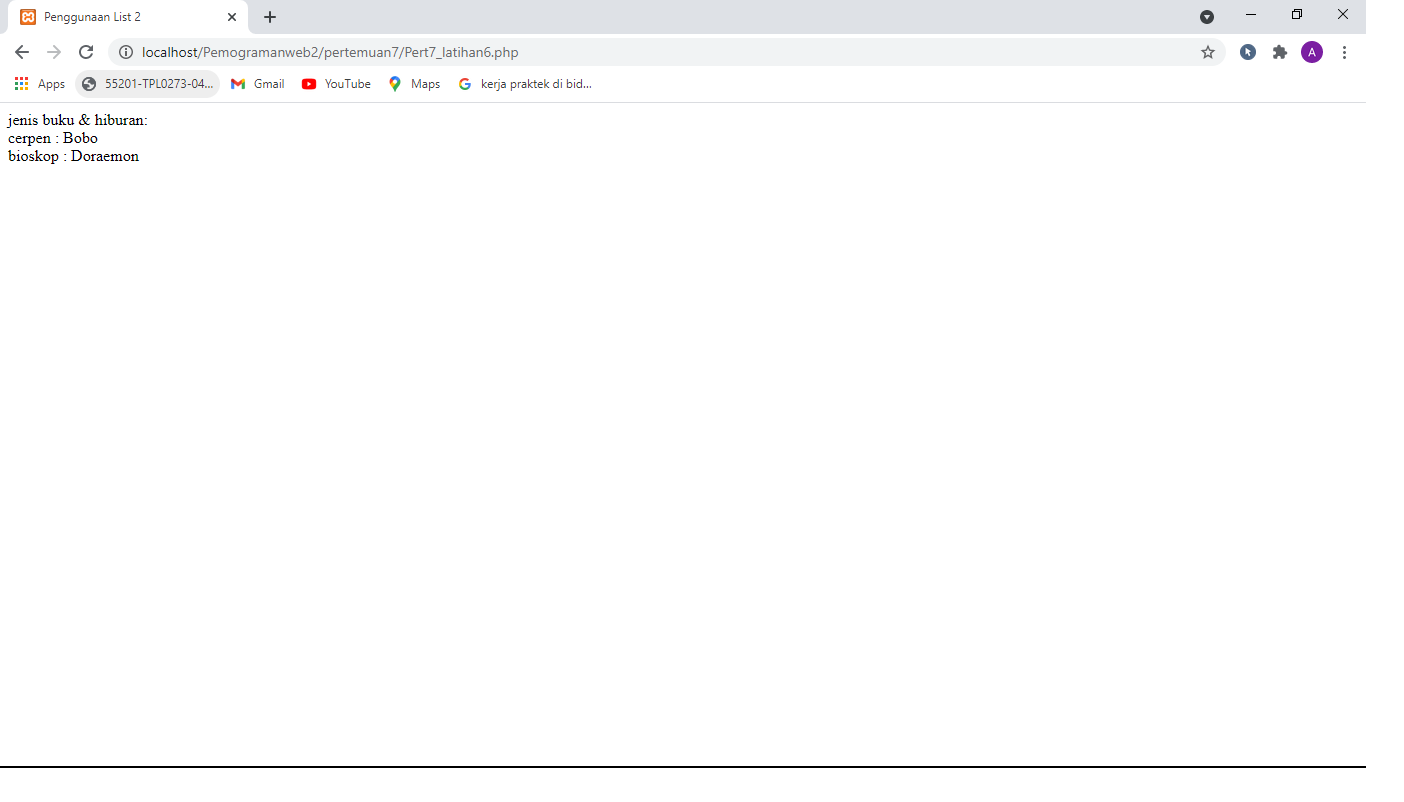 Penggunaan List 2
localhost/Pemogramanweb2/pertemuan7/Pert7_latihan6.php
A
Apps 55201-TPL0273-04... Gmail YouTube Maps kerja praktek di bid...
jenis buku & hiburan:
cerpen : Bobo
bioskop : Doraemon